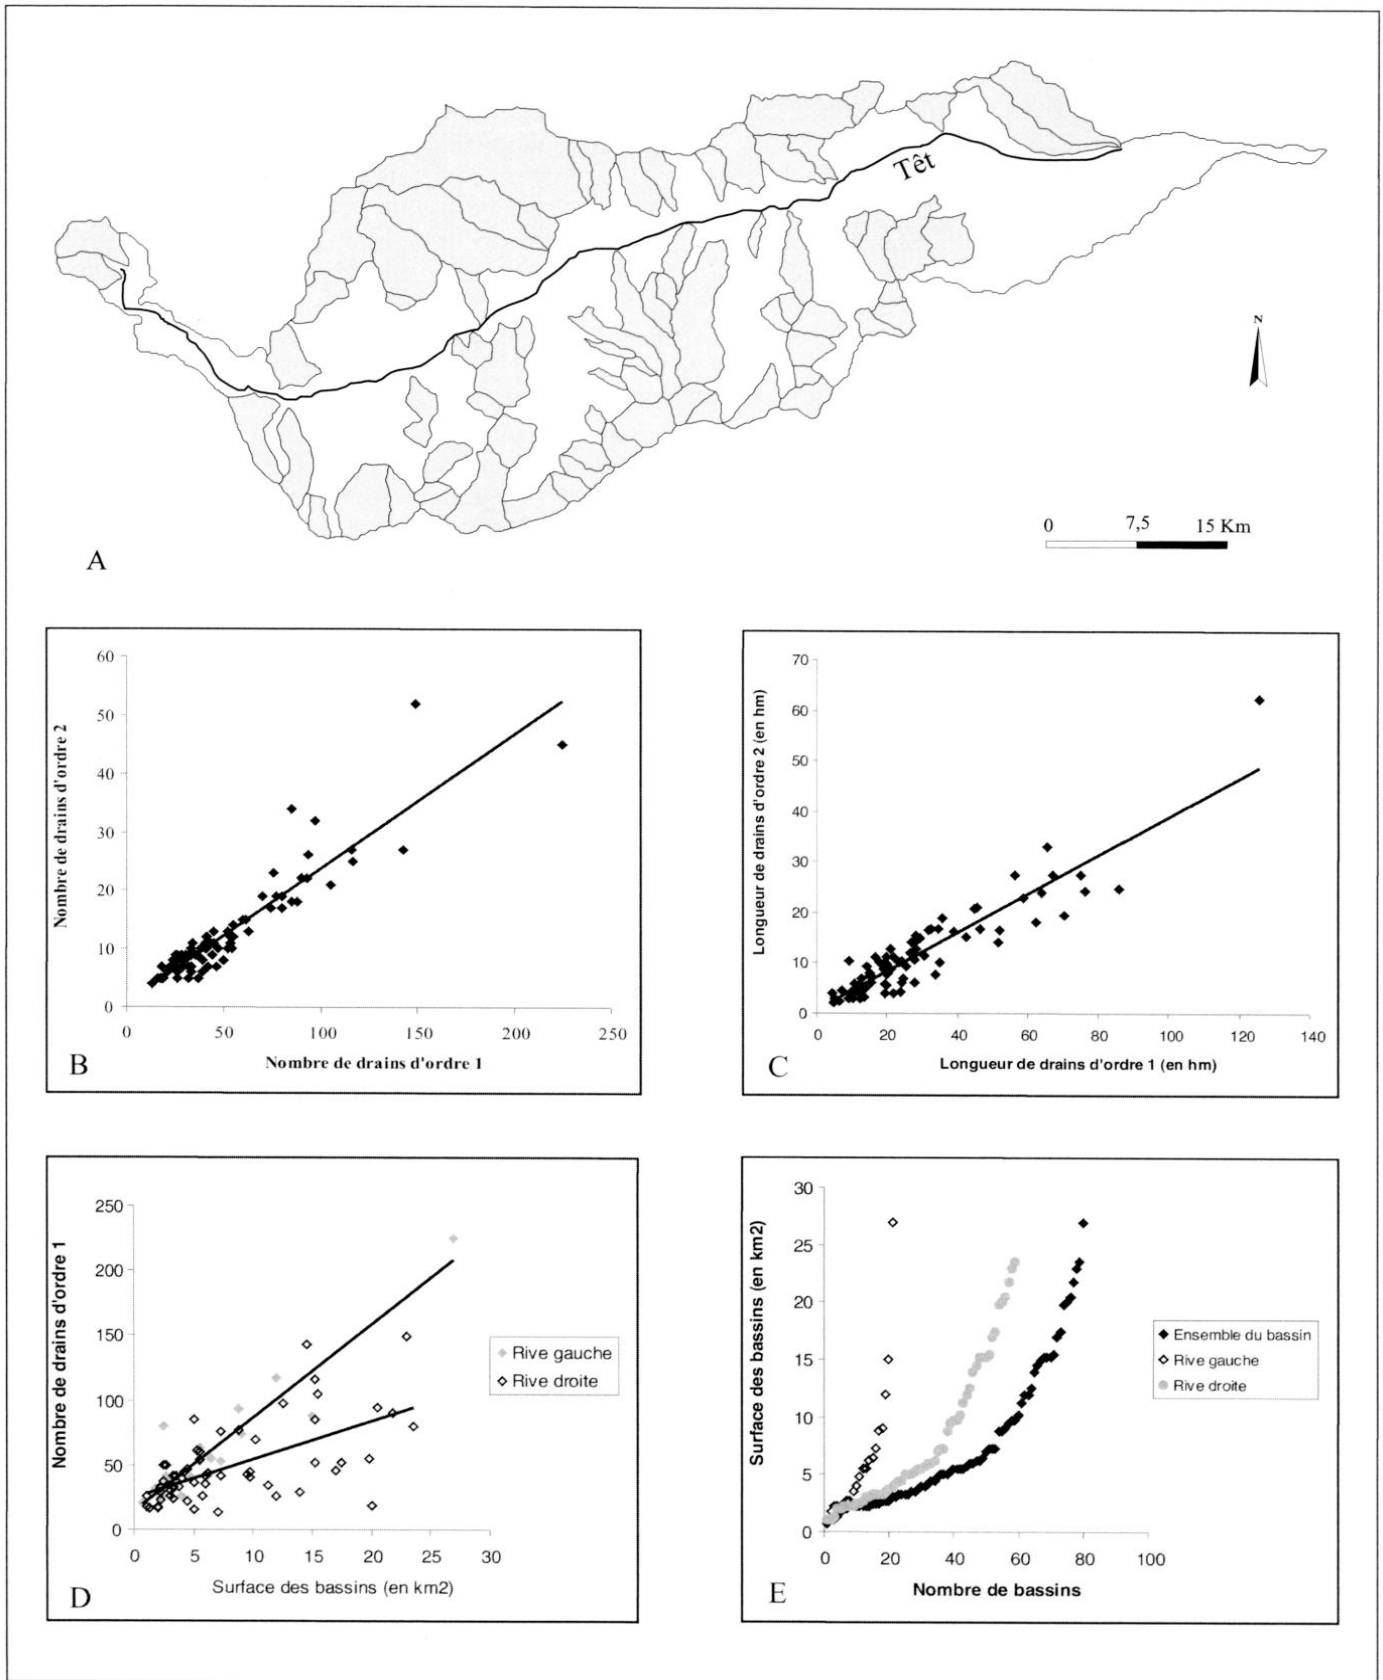 Têt
N
0 7,5 15 Km
A
60
50
40
30
20
10
0
0 50 100 150 200 250
Nombre de drains d'ordre 2
Nombre de drains d'ordre 1
B
70
60
50
40
30
20
10
0
0 20 40 60 80 100 120 140
Longueur de drains d'ordre 2 (en hm)
Longueur de drains d'ordre 1 (en hm)
C
250
200
150
100
50
0
0 5 10 15 20 25 30
Nombre de drains d'ordre 1
Surface des bassins (en km2)
Rive gauche
Rive droite
D
30
25
20
15
10
5
0
0 20 40 60 80 100
Surface des bassins (en km2)
Nombre de bassins
Ensemble du bassin
Rive gauche
Rive droite
E